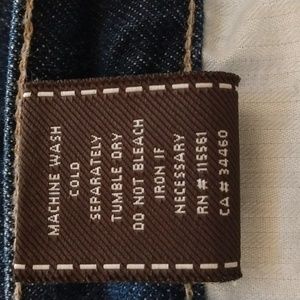 MACHINE WASH
COLD
SEPARATELY
TUMBLE DRY
DO NOT BLEACH
IRON IF
NECESSARY
RN # 115561
CA # 34460